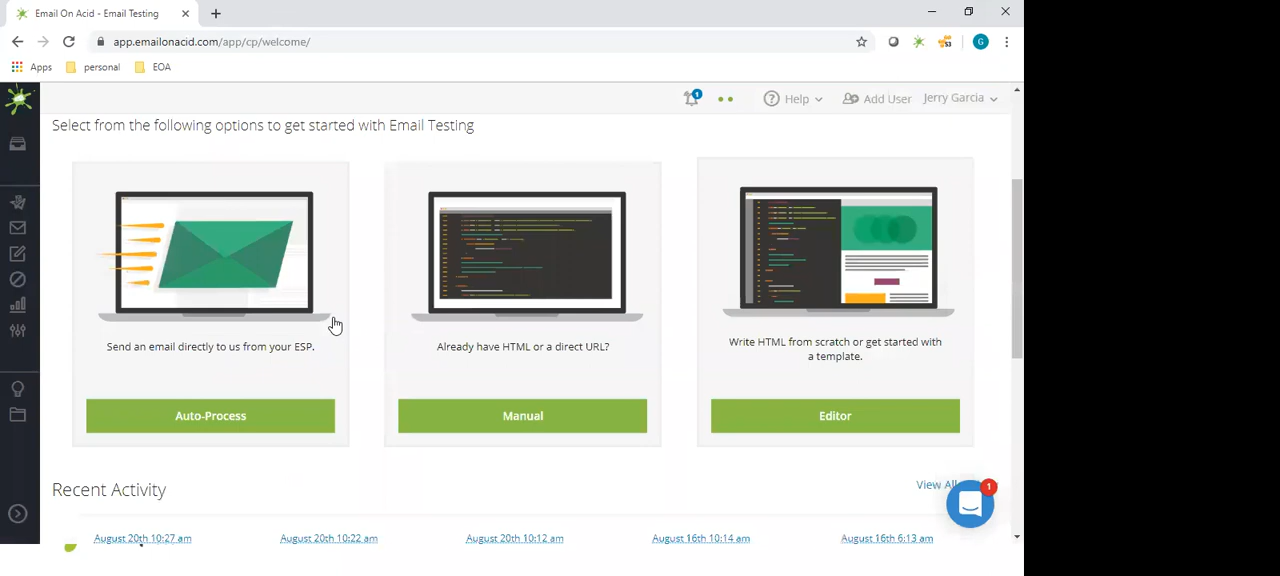 Email On Acid - Email Testing
app.emailonacid.com/app/cp/welcome/
53
G
Apps
personal
EOA
1
Help
Add User
Jerry Garcia
Select from the following options to get started with Email Testing
Send an email directly to us from your ESP.
Already have HTML or a direct URL?
Write HTML from scratch or get started with
a template.
Auto-Process
Manual
Editor
Recent Activity
View All
1
August 20th 10:27 am
August 20th 10:22 am
August 20th 10:12 am
August 16th 10:14 am
August 16th 6:13 am